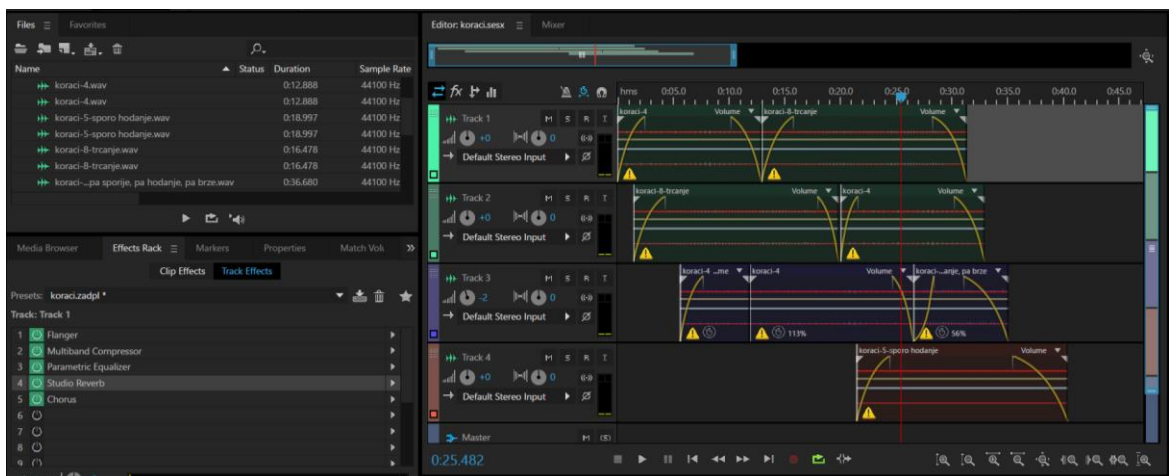 Files Favorites
Name Status Duration Sample Rate
koraci-4.wav 0:12.888 44100 Hz
koraci-4.wav 0:12.888 44100 Hz
koraci-5-sporo hodanje.wav 0:18.997 44100 Hz
koraci-5-sporo hodanje.wav 0:18.997 44100 Hz
koraci-8-trcanje.wav 0:16.478 44100 Hz
koraci-8-trcanje.wav 0:16.478 44100 Hz
koraci-...pa sporije, pa hodanje, pa brze.wav 0:36.680 44100 Hz
Media Browser Effects Rack Markers Properties Match Volu
Clip Effects Track Effects
Presets: koraci.zadpl *
Track: Track 1
1 Flanger
2 Multiband Compressor
3 Parametric Equalizer
4 Studio Reverb
5 Chorus
6
7
8
9
Editor: koraci.sesx Mixer
fx
hms 0:05.0 0:10.0 0:15.0 0:20.0 0:25.0 0:30.0 0:35.0 0:40.0 0:45.0
Track 1 M S R I
koraci-4 Volume koraci-8-trcanje Volume
+0 0
Default Stereo Input
Track 2 M S R I
koraci-8-trcanje Volume koraci-4 Volume
+0 0
Default Stereo Input
Track 3 M S R I
koraci-4 ...me koraci-4 Volume koraci-...anje, pa brze
-2 0
Default Stereo Input
113% 56%
Track 4 M S R I
koraci-5-sporo hodanje Volume
+0 0
Default Stereo Input
Master M (S)
0:25.482